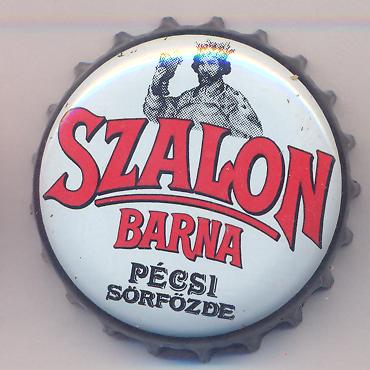 SZALON
BARNA
PÉCSI
SÖRFŐZDE